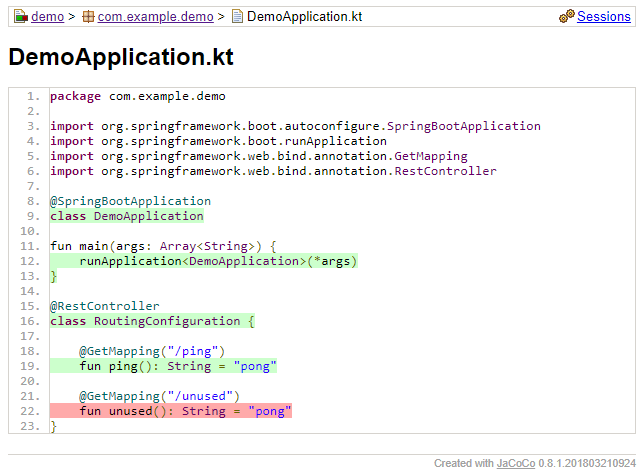 demo > com.example.demo > DemoApplication.kt Sessions
DemoApplication.kt
1. package com.example.demo
2.
3. import org.springframework.boot.autoconfigure.SpringBootApplication
4. import org.springframework.boot.runApplication
5. import org.springframework.web.bind.annotation.GetMapping
6. import org.springframework.web.bind.annotation.RestController
7.
8. @SpringBootApplication
9. class DemoApplication
10.
11. fun main(args: Array<String>) {
12.     runApplication<DemoApplication>(*args)
13. }
14.
15. @RestController
16. class RoutingConfiguration {
17.
18.     @GetMapping("/ping")
19.     fun ping(): String = "pong"
20.
21.     @GetMapping("/unused")
22.     fun unused(): String = "pong"
23. }
Created with JaCoCo 0.8.1.201803210924